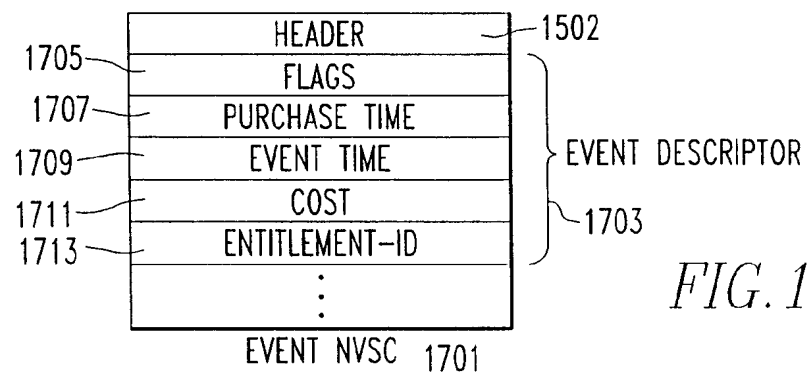 HEADER 1502
1705 FLAGS
1707 PURCHASE TIME
1709 EVENT TIME EVENT DESCRIPTOR
1711 COST
1703
1713 ENTITLEMENT-ID
EVENT NVSC 1701
FIG. 1